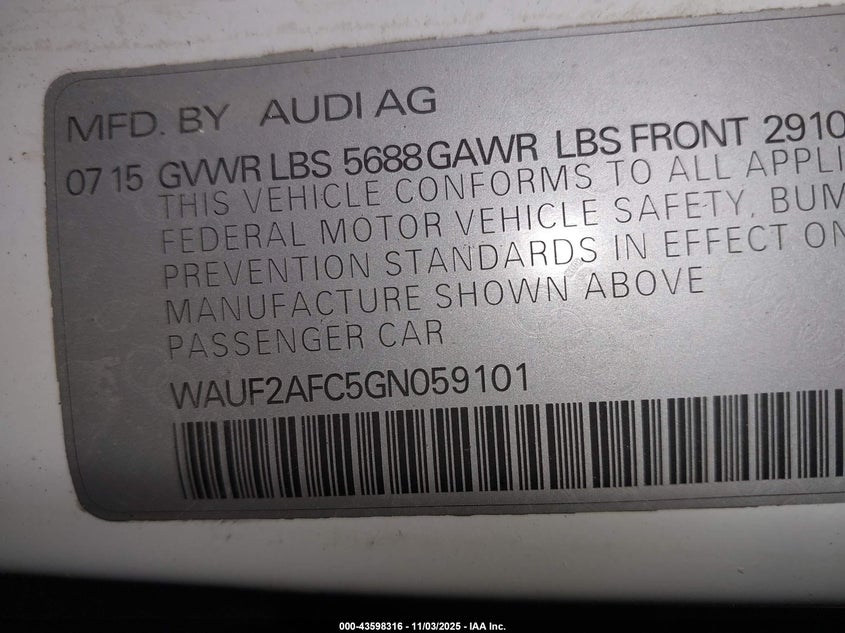 MFD. BY AUDI AG
07 15 GVWR LBS 5688 GAWR LBS FRONT 2910
THIS VEHICLE CONFORMS TO ALL APPLI
FEDERAL MOTOR VEHICLE SAFETY, BUM
PREVENTION STANDARDS IN EFFECT ON
MANUFACTURE SHOWN ABOVE
PASSENGER CAR
WAUF2AFC5GN059101
000-43598316 - 11/03/2025 - IAA Inc.